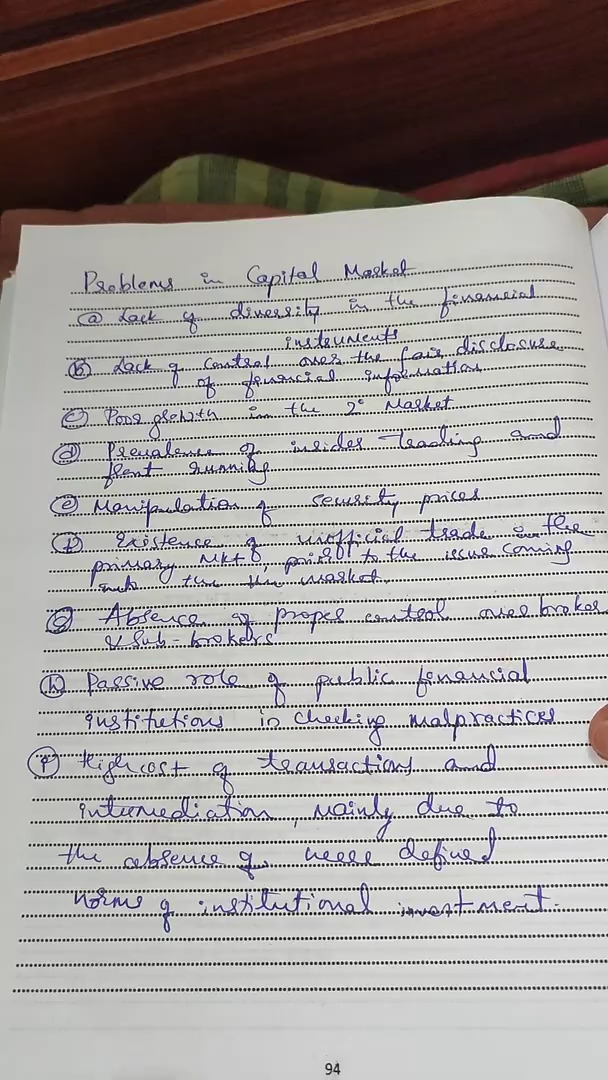 Problems in Capital Market
(a) Lack of diversity in the financial
instruments
(b) Lack of control over the fair disclosure
of financial information
(c) Poor growth in the 2° Market
(d) Prevalence of insider trading and
front running
(e) Manipulation of security prices
(f) Existence of unofficial trade in the
primary Mkt, prior to the issue coming
the market
(g) Absence of proper control over brokers
& Sub-brokers
(h) Passive role of public financial
institutions in checking malpractices
(i) High cost of transactions and
intermediation, mainly due to
the absence of well defined
norms of institutional investment.
94